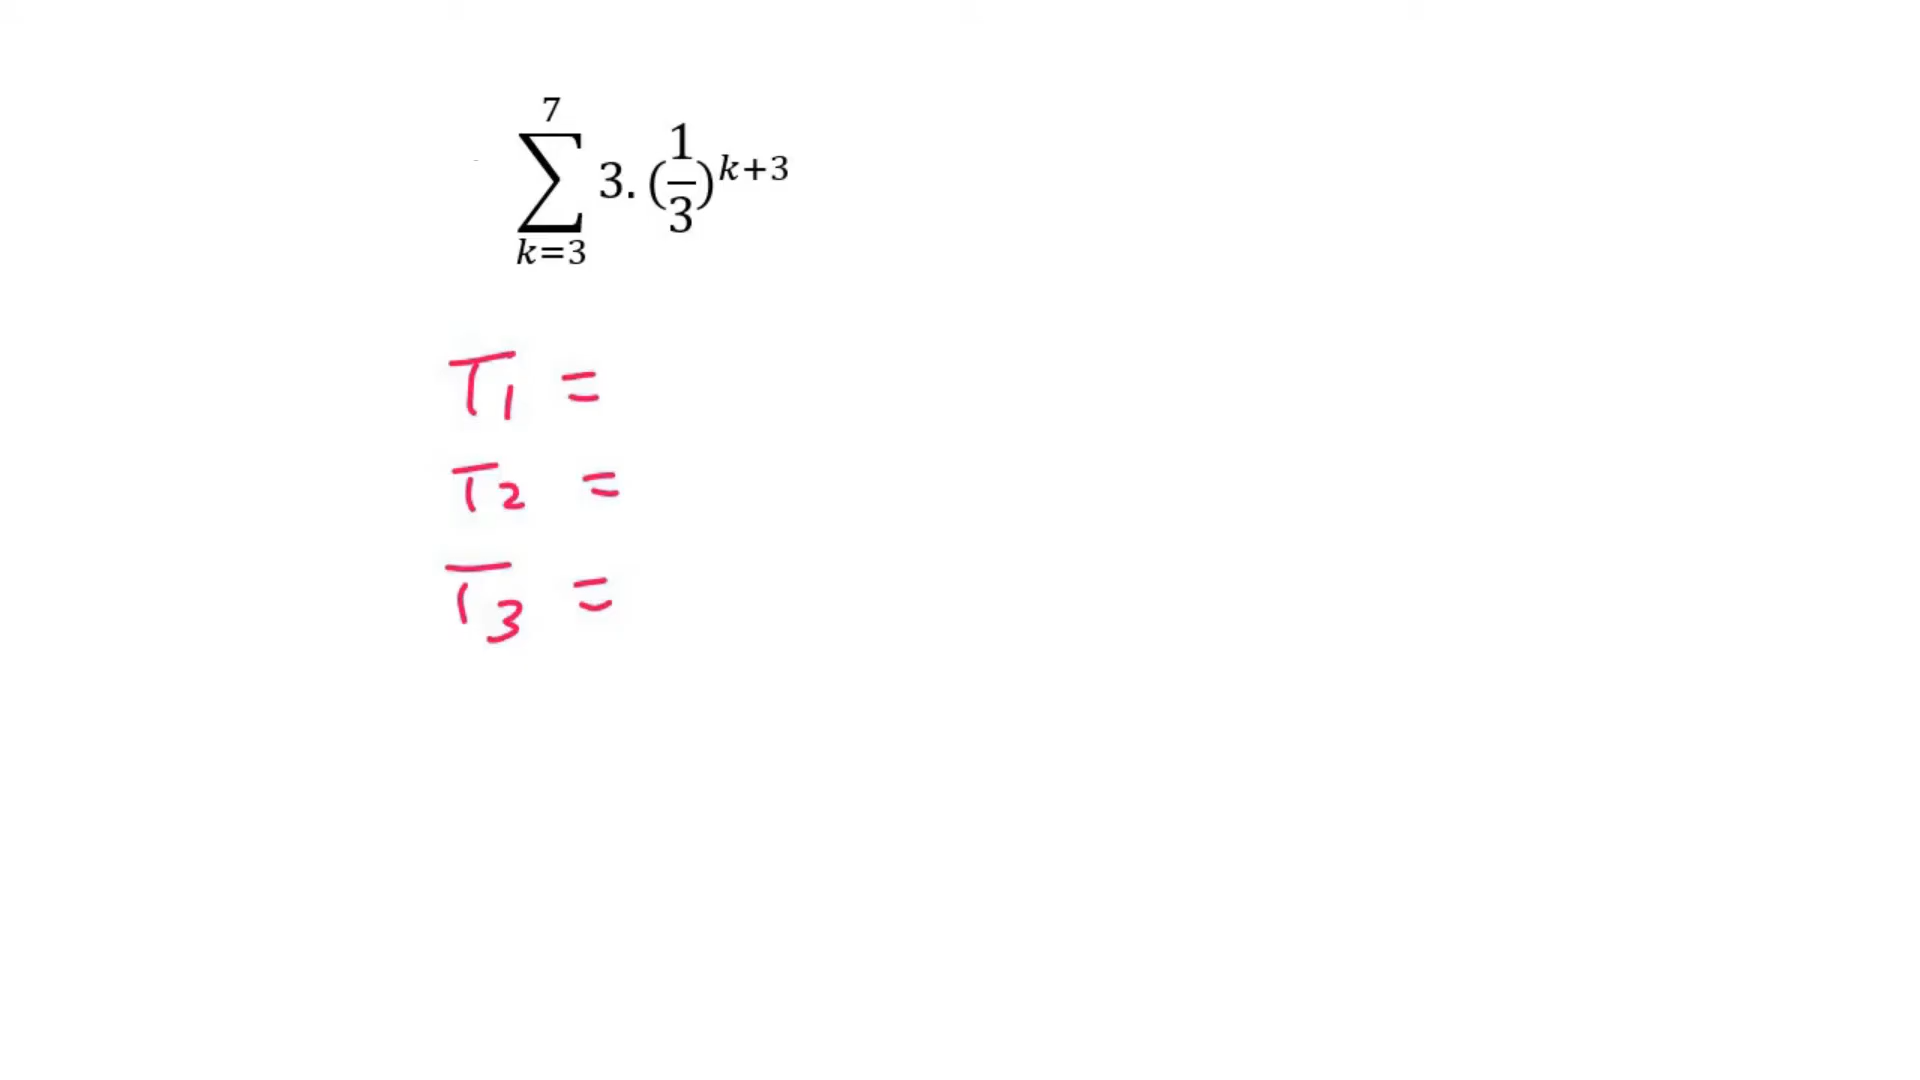 7
∑ 3. (1/3)^{k+3}
k=3
T1 =
T2 =
T3 =